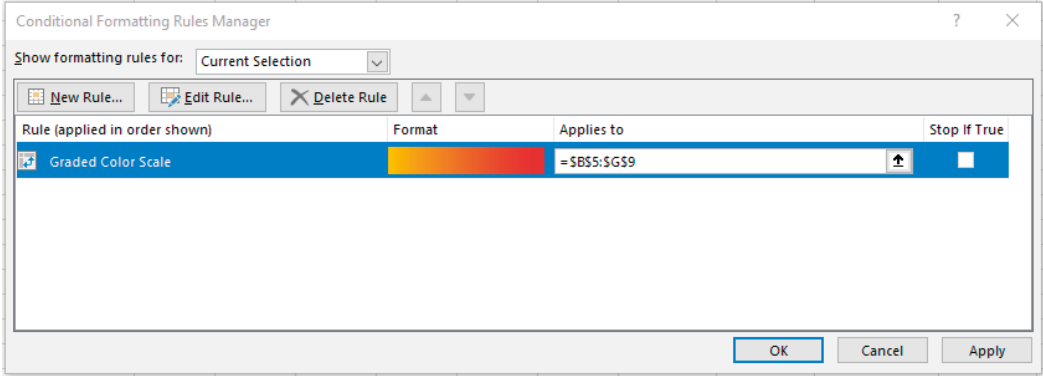 Conditional Formatting Rules Manager ?
Show formatting rules for: Current Selection
New Rule... Edit Rule... Delete Rule
Rule (applied in order shown) Format Applies to Stop If True
Graded Color Scale =$B$5:$G$9
OK Cancel Apply